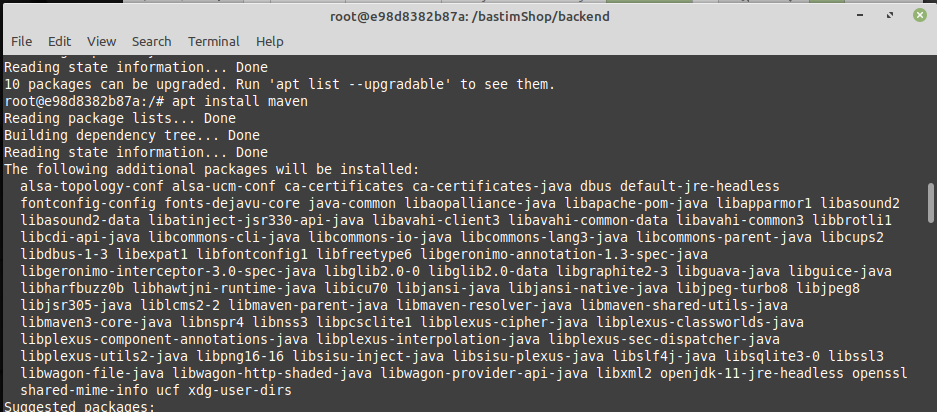 root@e98d8382b87a: /bastimShop/backend
File Edit View Search Terminal Help
Reading state information... Done
10 packages can be upgraded. Run 'apt list --upgradable' to see them.
root@e98d8382b87a:/# apt install maven
Reading package lists... Done
Building dependency tree... Done
Reading state information... Done
The following additional packages will be installed:
alsa-topology-conf alsa-ucm-conf ca-certificates ca-certificates-java dbus default-jre-headless
fontconfig-config fonts-dejavu-core java-common libaopalliance-java libapache-pom-java libapparmor1 libasound2
libasound2-data libatinject-jsr330-api-java libavahi-client3 libavahi-common-data libavahi-common3 libbrotli1
libcdi-api-java libcommons-cli-java libcommons-io-java libcommons-lang3-java libcommons-parent-java libcups2
libdbus-1-3 libexpat1 libfontconfig1 libfreetype6 libgeronimo-annotation-1.3-spec-java
libgeronimo-interceptor-3.0-spec-java libglib2.0-0 libglib2.0-data libgraphite2-3 libguava-java libguice-java
libharfbuzz0b libhawtjni-runtime-java libicu70 libjansi-java libjansi-native-java libjpeg-turbo8 libjpeg8
libjsr305-java liblcms2-2 libmaven-parent-java libmaven-resolver-java libmaven-shared-utils-java
libmaven3-core-java libnspr4 libnss3 libpcsclite1 libplexus-cipher-java libplexus-classworlds-java
libplexus-component-annotations-java libplexus-interpolation-java libplexus-sec-dispatcher-java
libplexus-utils2-java libpng16-16 libsisu-inject-java libsisu-plexus-java libslf4j-java libsqlite3-0 libssl3
libwagon-file-java libwagon-http-shaded-java libwagon-provider-api-java libxml2 openjdk-11-jre-headless openssl
shared-mime-info ucf xdg-user-dirs
Suggested packages: